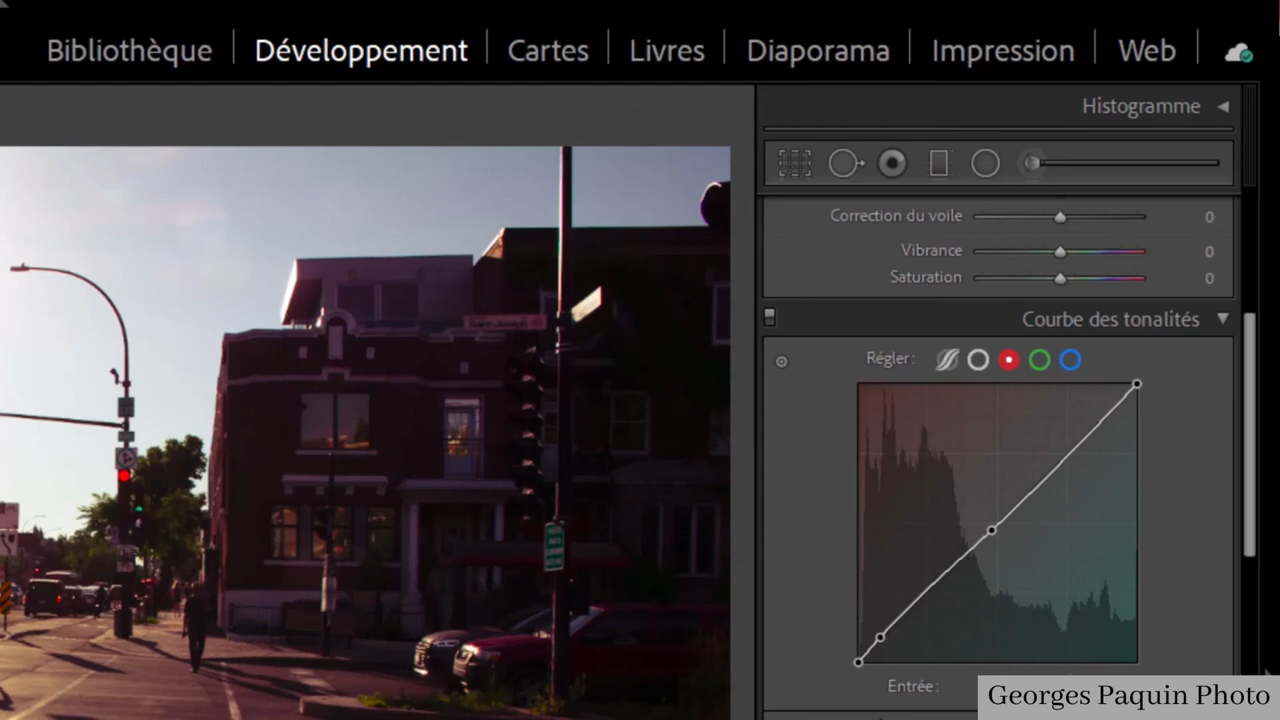 Bibliothèque | Développement | Cartes | Livres | Diaporama | Impression | Web
Histogramme
Correction du voile 0
Vibrance 0
Saturation 0
Courbe des tonalités
Régler :
Entrée :
Georges Paquin Photo